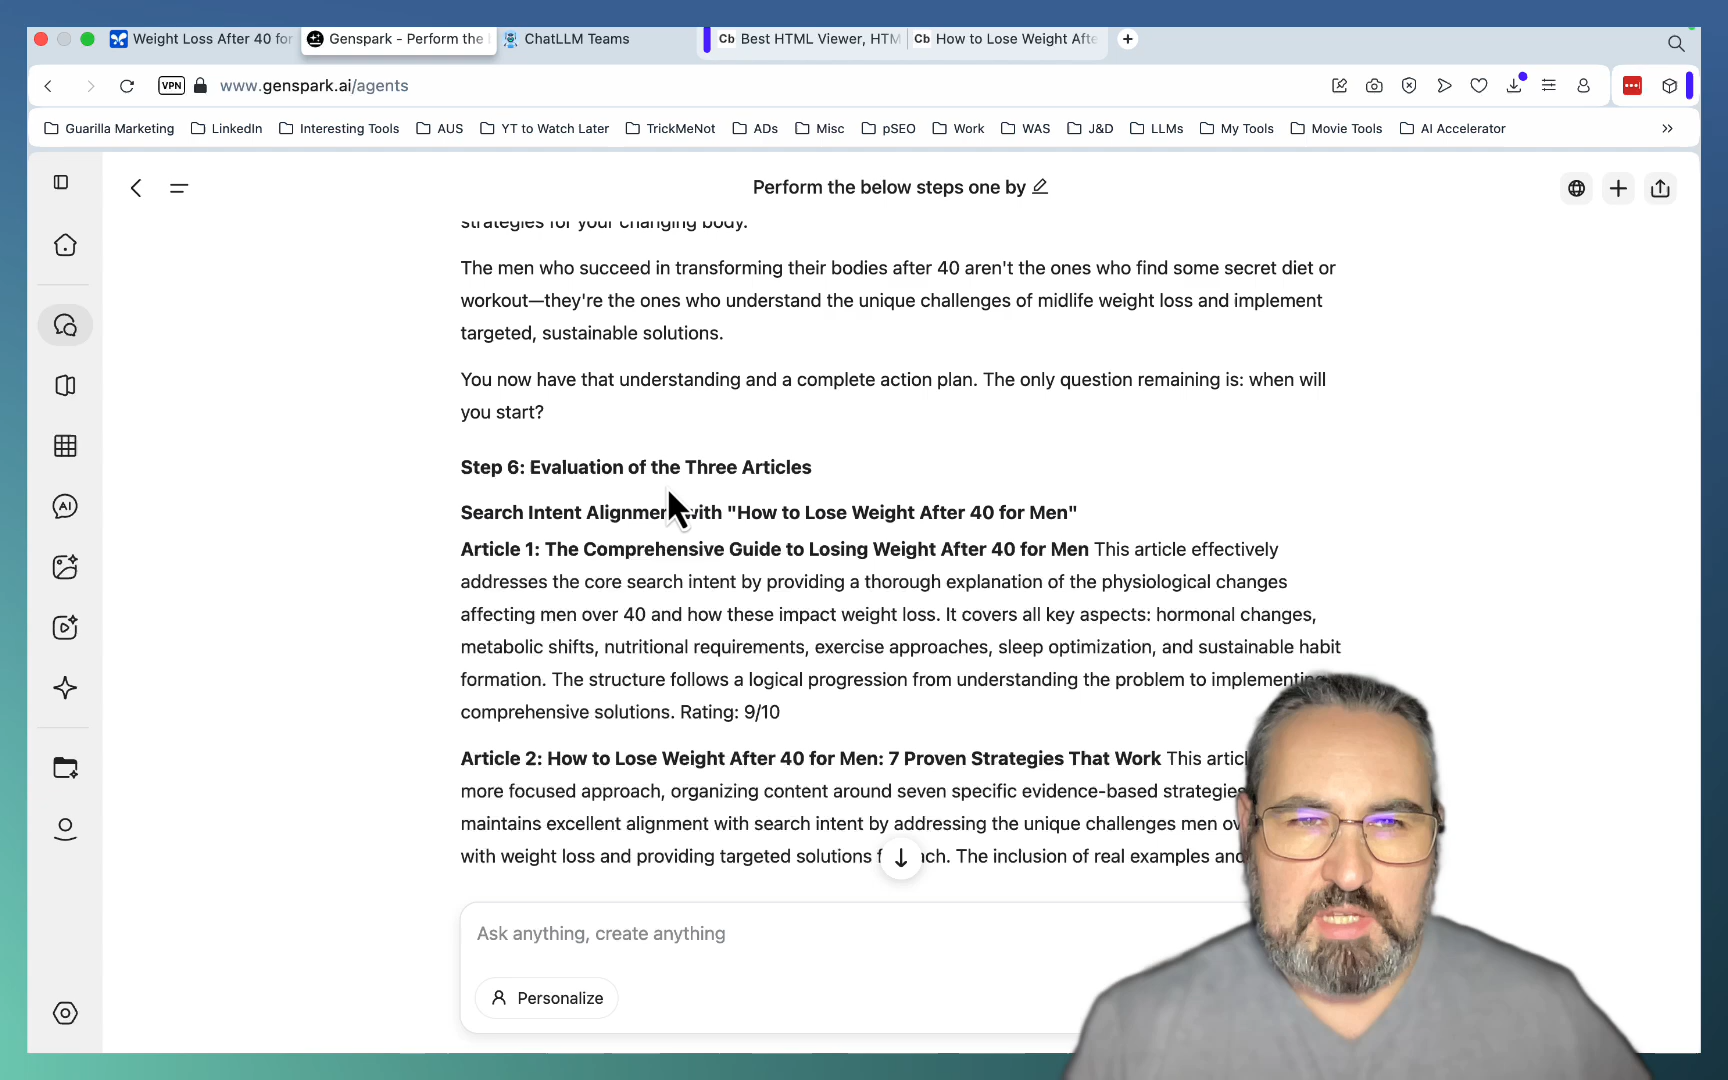 Weight Loss After 40 for
Genspark - Perform the
ChatLLM Teams
Cb Best HTML Viewer, HTM
Cb How to Lose Weight Afte
VPN www.genspark.ai/agents
Guarilla Marketing
LinkedIn
Interesting Tools
AUS
YT to Watch Later
TrickMeNot
ADs
Misc
pSEO
Work
WAS
J&D
LLMs
My Tools
Movie Tools
AI Accelerator
Perform the below steps one by
strategies for your changing body.
The men who succeed in transforming their bodies after 40 aren't the ones who find some secret diet or
workout—they're the ones who understand the unique challenges of midlife weight loss and implement
targeted, sustainable solutions.
You now have that understanding and a complete action plan. The only question remaining is: when will
you start?
Step 6: Evaluation of the Three Articles
Search Intent Alignment with "How to Lose Weight After 40 for Men"
Article 1: The Comprehensive Guide to Losing Weight After 40 for Men This article effectively
addresses the core search intent by providing a thorough explanation of the physiological changes
affecting men over 40 and how these impact weight loss. It covers all key aspects: hormonal changes,
metabolic shifts, nutritional requirements, exercise approaches, sleep optimization, and sustainable habit
formation. The structure follows a logical progression from understanding the problem to implementing
comprehensive solutions. Rating: 9/10
Article 2: How to Lose Weight After 40 for Men: 7 Proven Strategies That Work This artic
more focused approach, organizing content around seven specific evidence-based strategies
maintains excellent alignment with search intent by addressing the unique challenges men ov
with weight loss and providing targeted solutions f ch. The inclusion of real examples and
Ask anything, create anything
Personalize
AI